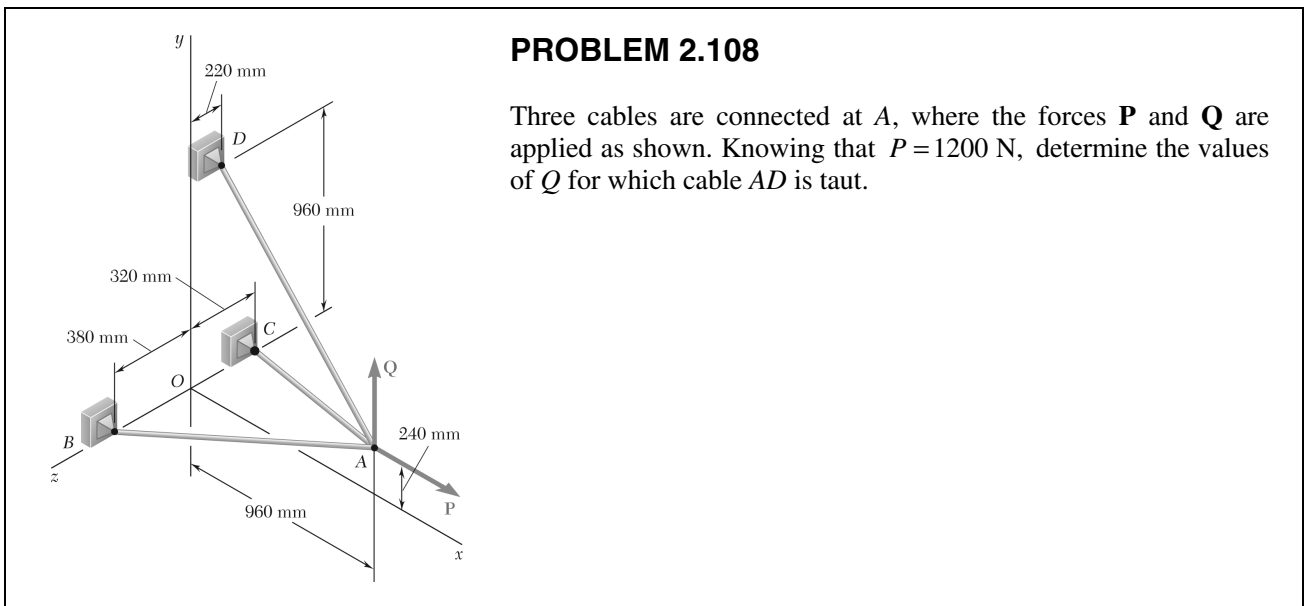 PROBLEM 2.108
Three cables are connected at A, where the forces P and Q are
applied as shown. Knowing that P = 1200 N, determine the values
of Q for which cable AD is taut.
y
220 mm
D
960 mm
320 mm
C
380 mm
O
Q
B
240 mm
A
z
P
960 mm
x